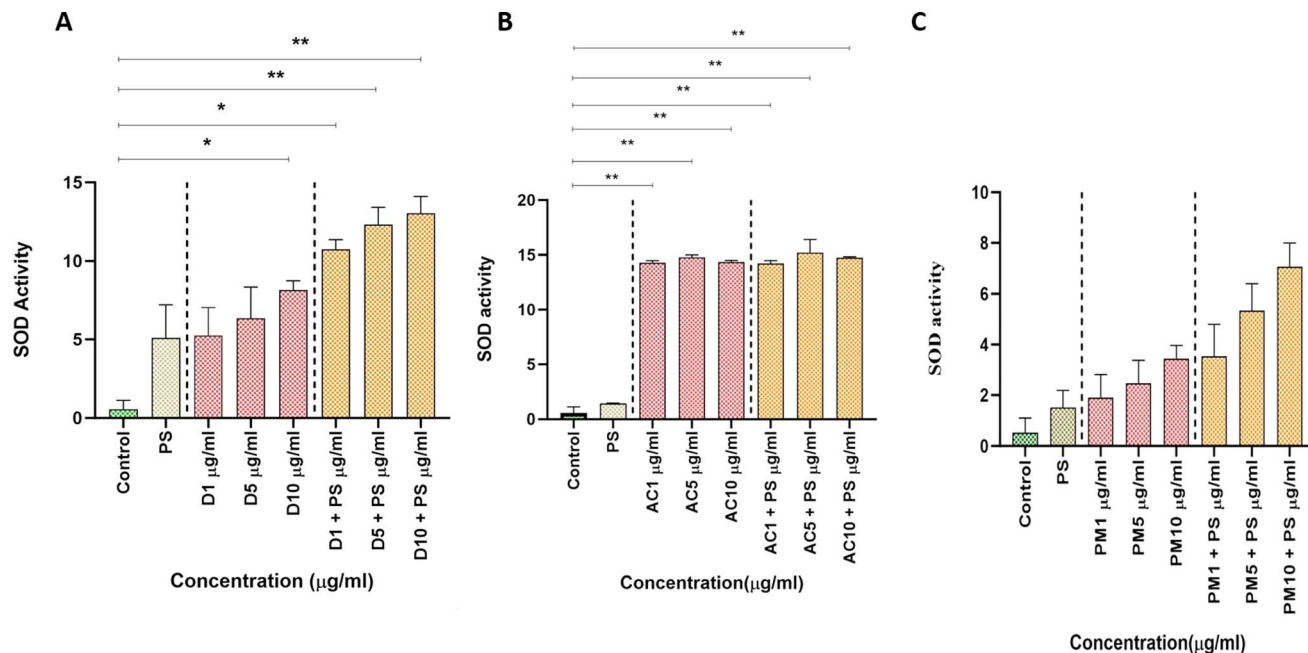 A
**
**
*
*
SOD Activity
15
10
5
0
Control
PS
D1 μg/ml
D5 μg/ml
D10 μg/ml
D1 + PS μg/ml
D5 + PS μg/ml
D10 + PS μg/ml
Concentration (μg/ml)
B
**
**
**
**
**
**
SOD activity
20
15
10
5
0
Control
PS
AC1 μg/ml
AC5 μg/ml
AC10 μg/ml
AC1 + PS μg/ml
AC5 + PS μg/ml
AC10 + PS μg/ml
Concentration(μg/ml)
C
SOD activity
10
8
6
4
2
0
Control
PS
PM1 μg/ml
PM5 μg/ml
PM10 μg/ml
PM1 + PS μg/ml
PM5 + PS μg/ml
PM10 + PS μg/ml
Concentration(μg/ml)